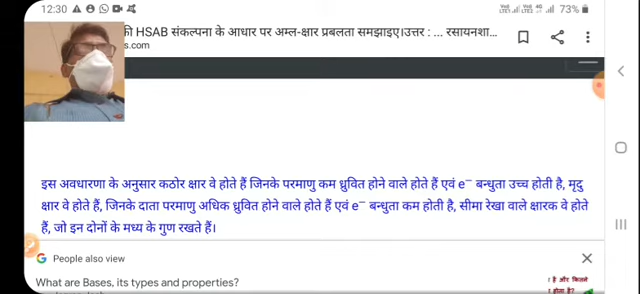 12:30
73%
की HSAB संकल्पना के आधार पर अम्ल-क्षार प्रबलता समझाइए।उत्तर : ... रसायनशा...
s.com
इस अवधारणा के अनुसार कठोर क्षार वे होते हैं जिनके परमाणु कम ध्रुवित होने वाले होते हैं एवं e⁻ बन्धुता उच्च होती है, मृदु
क्षार वे होते हैं, जिनके दाता परमाणु अधिक ध्रुवित होने वाले होते हैं एवं e⁻ बन्धुता कम होती है, सीमा रेखा वाले क्षारक वे होते
हैं, जो इन दोनों के मध्य के गुण रखते हैं।
People also view
What are Bases, its types and properties?
है और कितने
होता है?